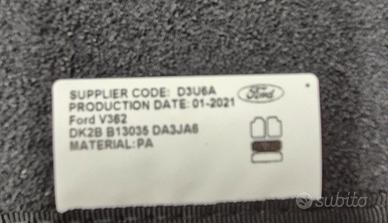 SUPPLIER CODE: D3U6A
PRODUCTION DATE: 01-2021
Ford
Ford V362
DK2B B13035 DA3JA6
MATERIAL: PA
subito